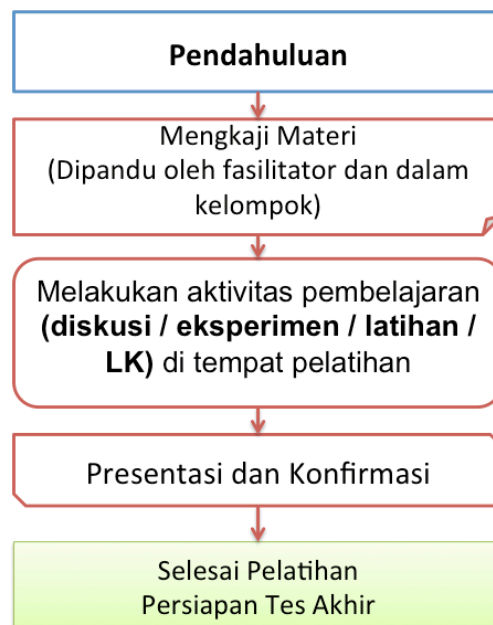 Pendahuluan
Mengkaji Materi
(Dipandu oleh fasilitator dan dalam
kelompok)
Melakukan aktivitas pembelajaran
(diskusi / eksperimen / latihan /
LK) di tempat pelatihan
Presentasi dan Konfirmasi
Selesai Pelatihan
Persiapan Tes Akhir